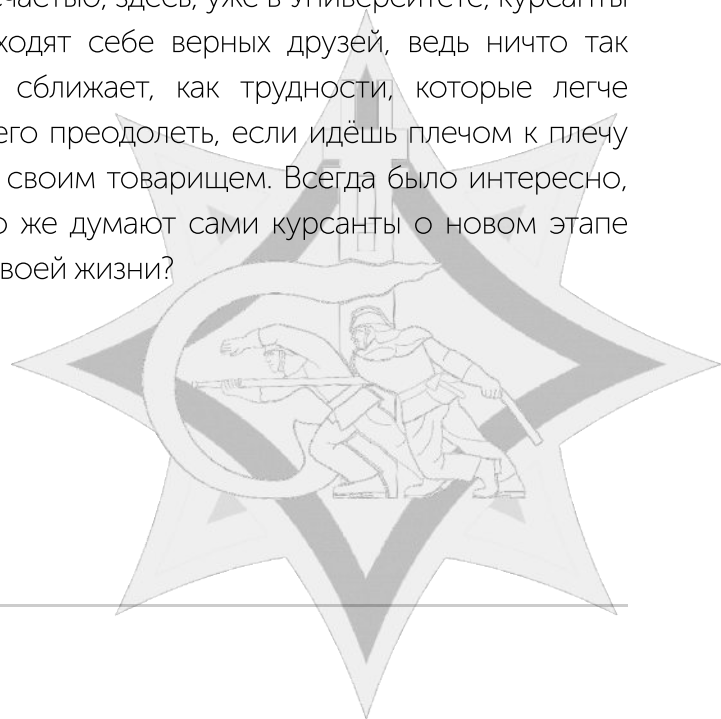 счастью, здесь, уже в Университете, курсанты
ходят себе верных друзей, ведь ничто так
сближает, как трудности, которые легче
его преодолеть, если идёшь плечом к плечу
своим товарищем. Всегда было интересно,
о же думают сами курсанты о новом этапе
воей жизни?